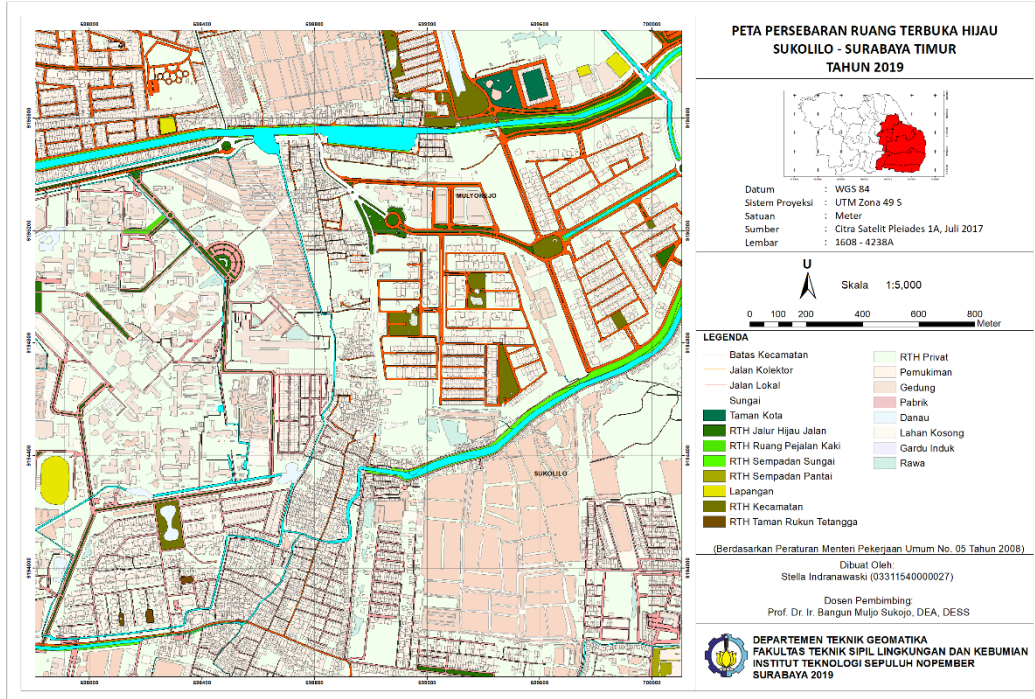 PETA PERSEBARAN RUANG TERBUKA HIJAU
SUKOLILO - SURABAYA TIMUR
TAHUN 2019
Datum : WGS 84
Sistem Proyeksi : UTM Zona 49 S
Satuan : Meter
Sumber : Citra Satelit Pleiades 1A, Juli 2017
Lembar : 1608 - 4238A
U
Skala 1:5,000
0 100 200 400 600 800
Meter
LEGENDA
Batas Kecamatan
Jalan Kolektor
Jalan Lokal
Sungai
Taman Kota
RTH Jalur Hijau Jalan
RTH Ruang Pejalan Kaki
RTH Sempadan Sungai
RTH Sempadan Pantai
Lapangan
RTH Kecamatan
RTH Taman Rukun Tetangga
RTH Privat
Pemukiman
Gedung
Pabrik
Danau
Lahan Kosong
Gardu Induk
Rawa
(Berdasarkan Peraturan Menteri Pekerjaan Umum No. 05 Tahun 2008)
Dibuat Oleh:
Stella Indranawaski (03311540000027)
Dosen Pembimbing:
Prof. Dr. Ir. Bangun Muljo Sukojo, DEA, DESS
DEPARTEMEN TEKNIK GEOMATIKA
FAKULTAS TEKNIK SIPIL LINGKUNGAN DAN KEBUMIAN
INSTITUT TEKNOLOGI SEPULUH NOPEMBER
SURABAYA 2019
MULYOREJO
SUKOLILO